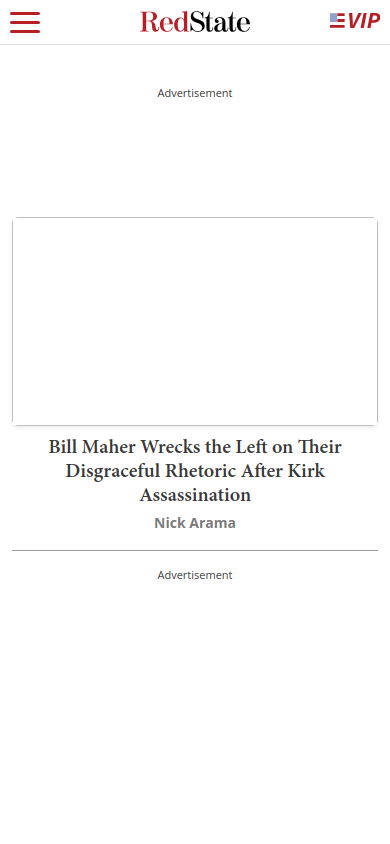 RedState
VIP
Advertisement
Bill Maher Wrecks the Left on Their
Disgraceful Rhetoric After Kirk
Assassination
Nick Arama
Advertisement